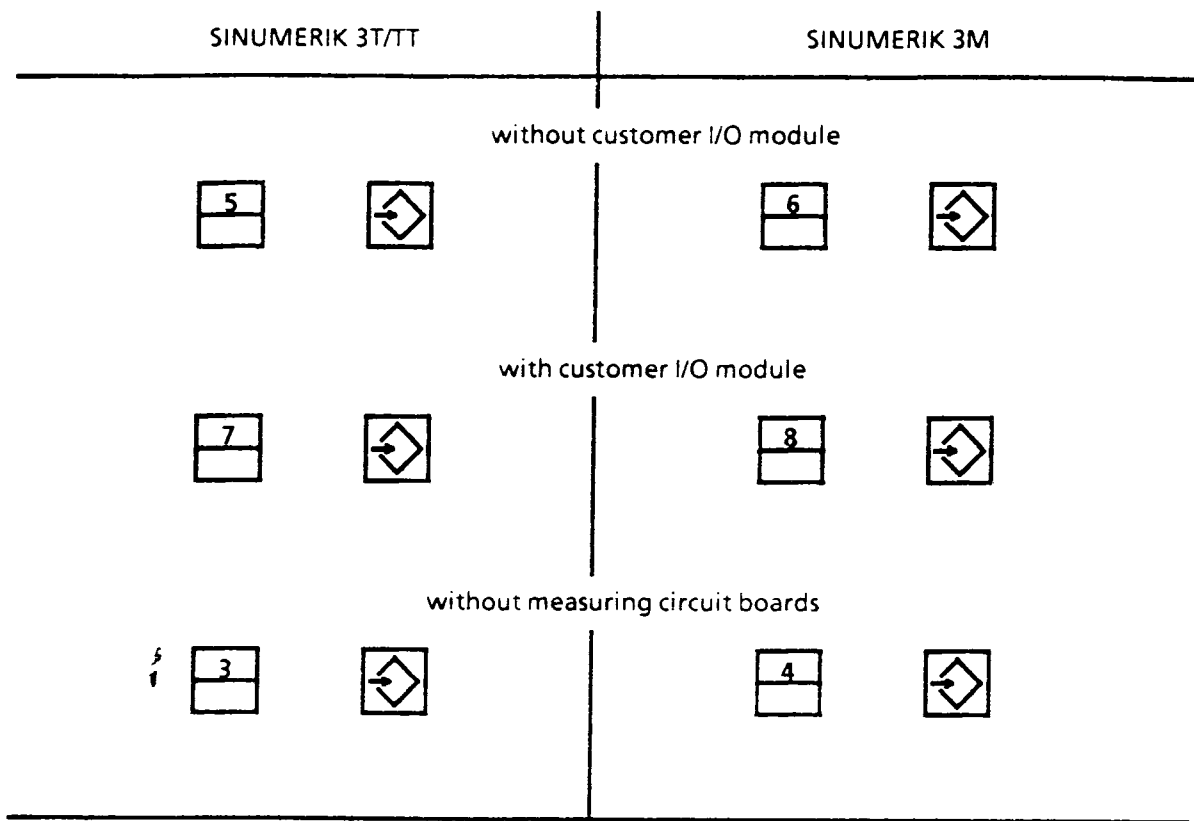 SINUMERIK 3T/TT
SINUMERIK 3M
without customer I/O module
5
6
with customer I/O module
7
8
without measuring circuit boards
3
4